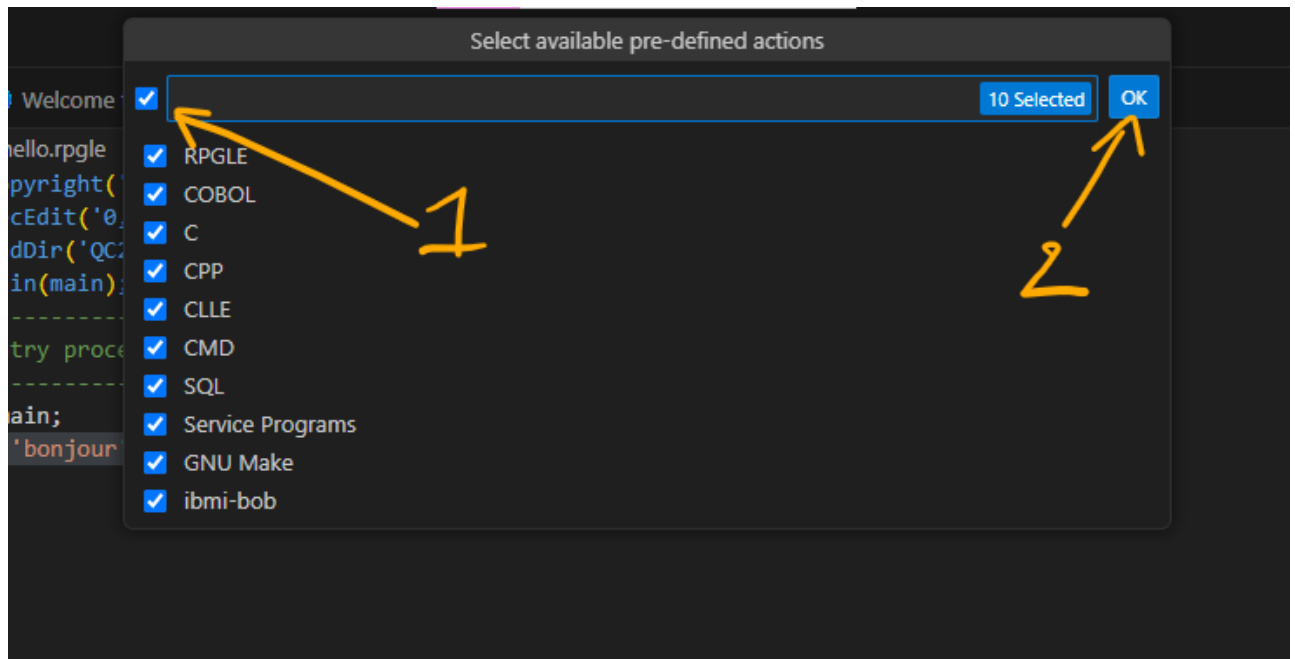 Select available pre-defined actions
Welcome
10 Selected
OK
hello.rpgle
RPGLE
pyright('
COBOL
cEdit('0,
C
dDir('QC2
CPP
in(main);
1
2
CLLE
----------
try proce
CMD
----------
SQL
ain;
Service Programs
'bonjour'
GNU Make
ibmi-bob